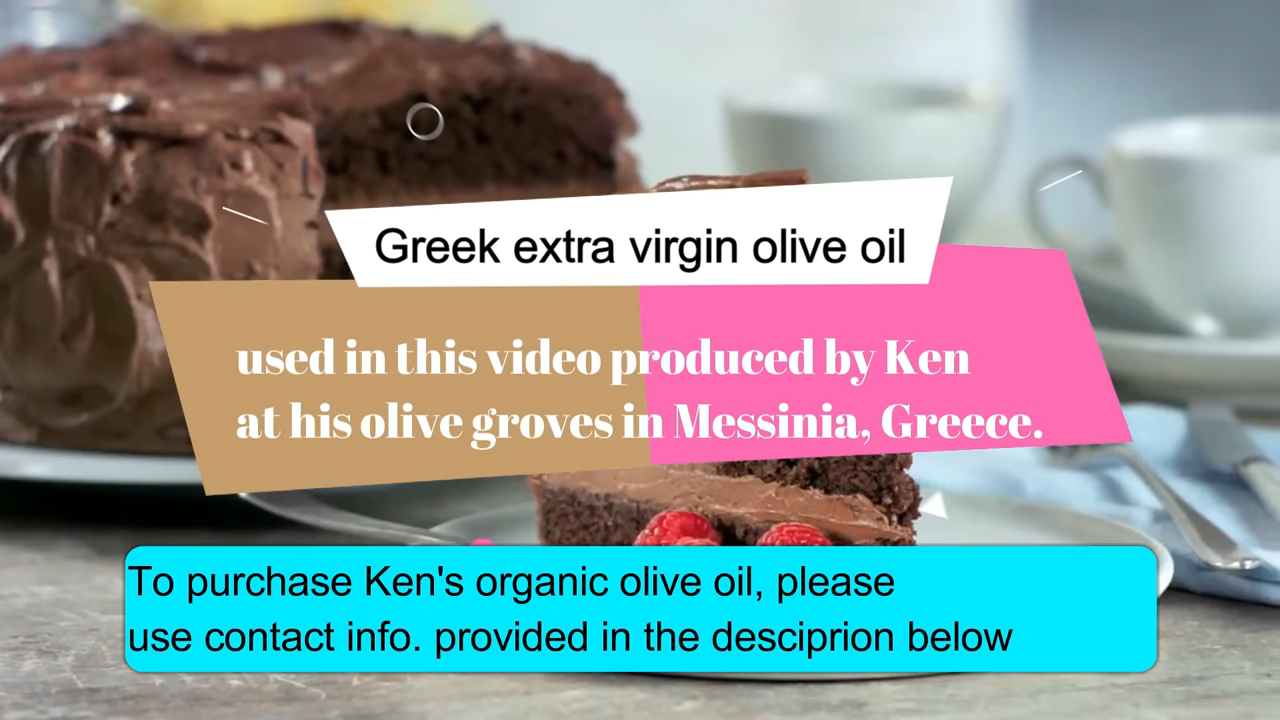 Greek extra virgin olive oil
used in this video produced by Ken
at his olive groves in Messinia, Greece.
To purchase Ken's organic olive oil, please
use contact info. provided in the desciprion below